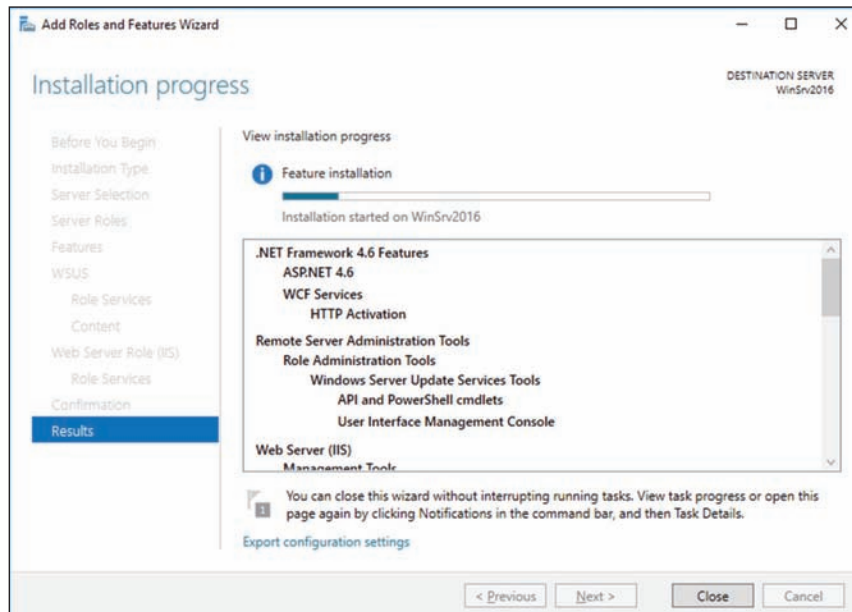 Add Roles and Features Wizard
Installation progress
DESTINATION SERVER
WinSrv2016
Before You Begin
Installation Type
Server Selection
Server Roles
Features
WSUS
Role Services
Content
Web Server Role (IIS)
Role Services
Confirmation
Results
View installation progress
Feature installation
Installation started on WinSrv2016
.NET Framework 4.6 Features
ASP.NET 4.6
WCF Services
HTTP Activation
Remote Server Administration Tools
Role Administration Tools
Windows Server Update Services Tools
API and PowerShell cmdlets
User Interface Management Console
Web Server (IIS)
Management Tools
1
You can close this wizard without interrupting running tasks. View task progress or open this
page again by clicking Notifications in the command bar, and then Task Details.
Export configuration settings
< Previous
Next >
Close
Cancel